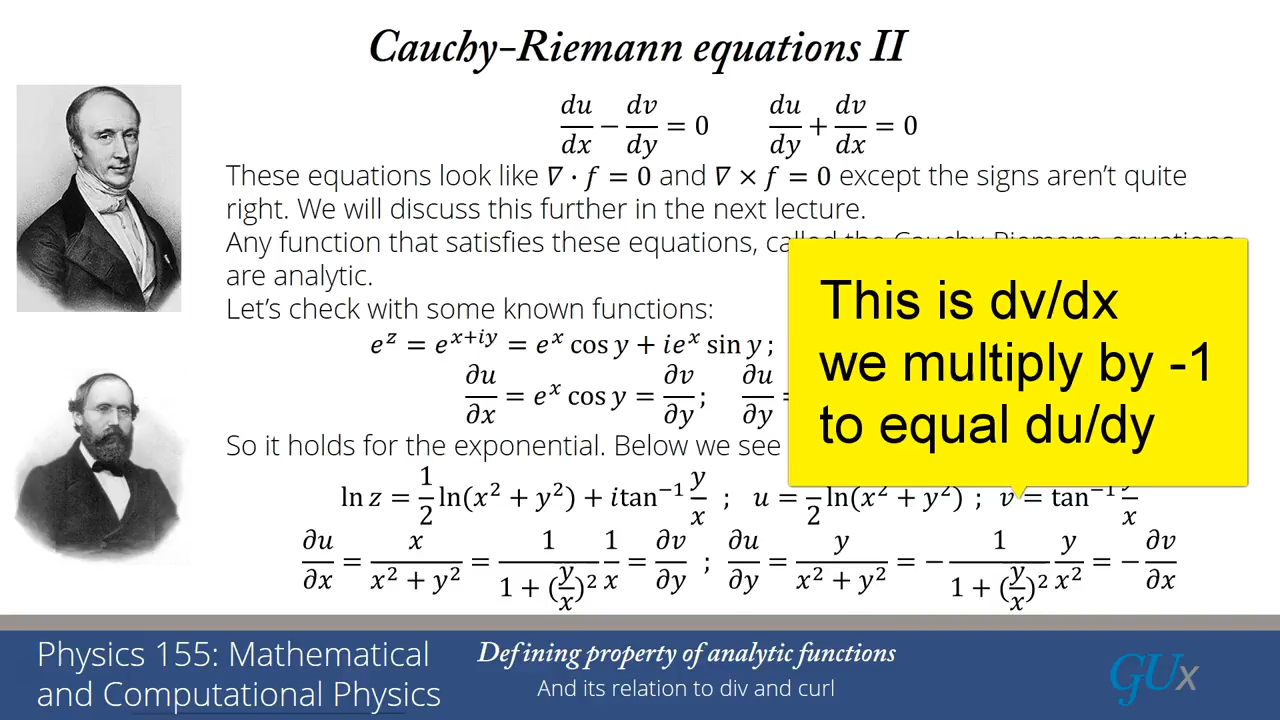 Cauchy-Riemann equations II
du/dx − dv/dy = 0   du/dy + dv/dx = 0
These equations look like ∇ · f = 0 and ∇ × f = 0 except the signs aren't quite
right. We will discuss this further in the next lecture.
Any function that satisfies these equations, called the Cauchy-Riemann equations
are analytic.
Let's check with some known functions:
e^z = e^{x+iy} = e^x cos y + ie^x sin y ;
∂u/∂x = e^x cos y = ∂v/∂y ;   ∂u/∂y =
So it holds for the exponential. Below we see
This is dv/dx
we multiply by -1
to equal du/dy
ln z = 1/2 ln(x² + y²) + i tan⁻¹ y/x ;   u = 1/2 ln(x² + y²) ;   v = tan⁻¹ y/x
∂u/∂x = x/(x² + y²) = 1/(1 + (y/x)²) 1/x = ∂v/∂y ;   ∂u/∂y = y/(x² + y²) = − 1/(1 + (y/x)²) y/x² = − ∂v/∂x
Physics 155: Mathematical
and Computational Physics
Defining property of analytic functions
And its relation to div and curl
GUx